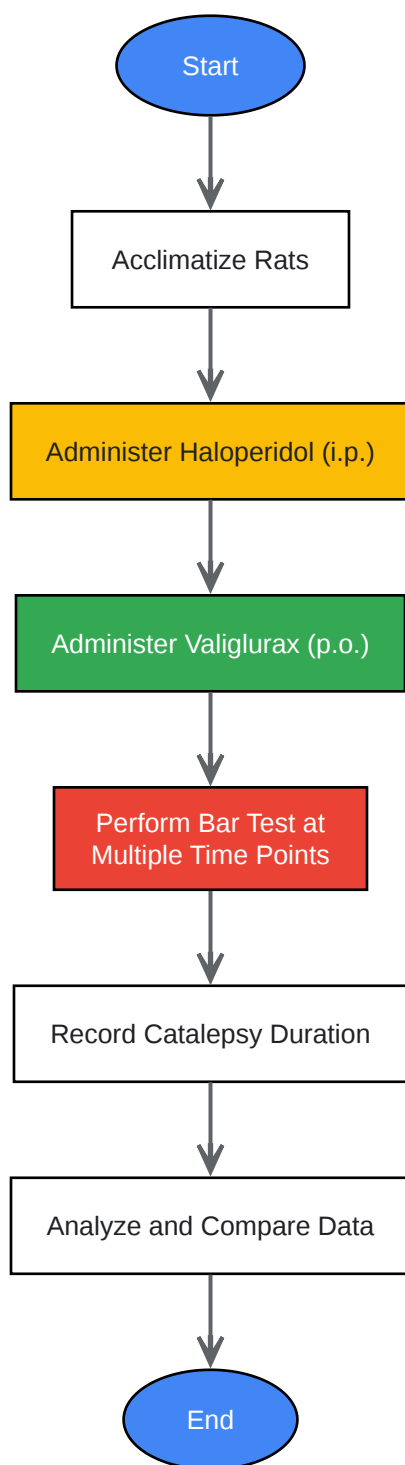 Start
Acclimatize Rats
Administer Haloperidol (i.p.)
Administer Valiglurax (p.o.)
Perform Bar Test at
Multiple Time Points
Record Catalepsy Duration
Analyze and Compare Data
End